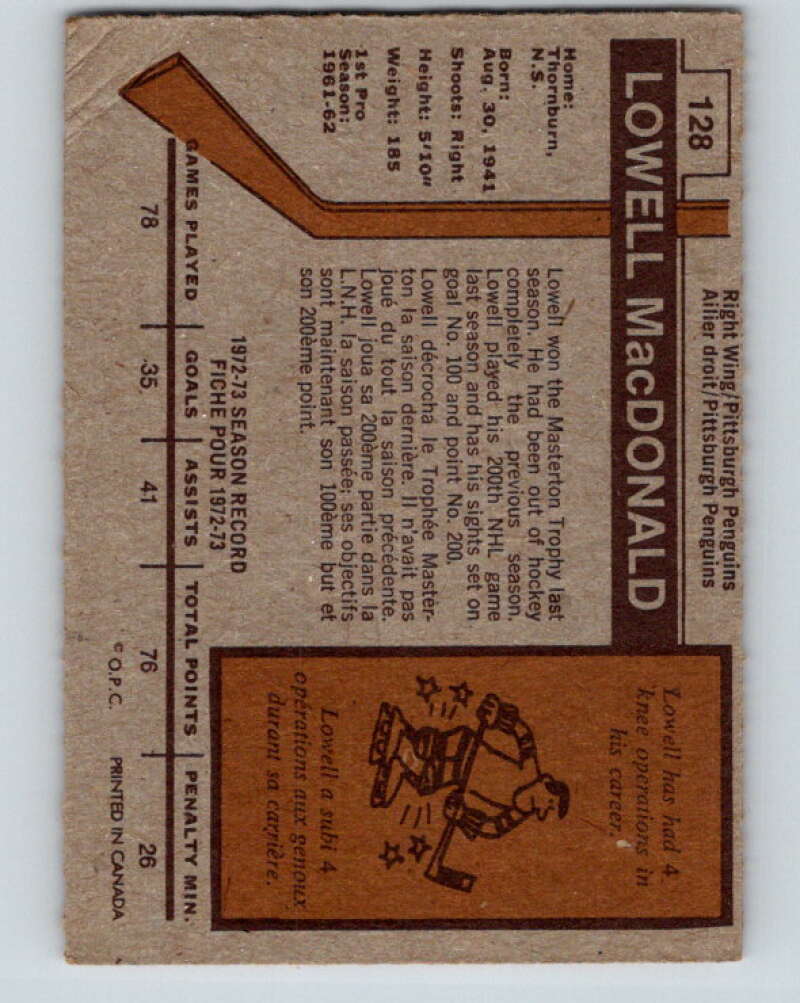 128
Right Wing/Pittsburgh Penguins
Ailier droit/Pittsburgh Penguins
LOWELL MacDONALD
Home:
Thornburn,
N.S.
Born:
Aug. 30, 1941
Shoots: Right
Height: 5'10"
Weight: 185
1st Pro
Season:
1961-62
Lowell won the Masterton Trophy last
season. He had been out of hockey
completely the previous season.
Lowell played his 200th NHL game
last season and has his sights set on
goal No. 100 and point No. 200.
Lowell décrocha le Trophée Master-
ton la saison dernière. Il n'avait pas
joué du tout la saison précédente.
Lowell joua sa 200ème partie dans la
L.N.H. la saison passée; ses objectifs
sont maintenant son 100ème but et
son 200ème point.
Lowell has had 4
knee operations in
his career.
Lowell a subi 4
opérations aux genoux
durant sa carrière.
1972-73 SEASON RECORD
FICHE POUR 1972-73
GAMES PLAYED GOALS ASSISTS TOTAL POINTS PENALTY MIN.
78 35 41 76 26
© O.P.C. PRINTED IN CANADA